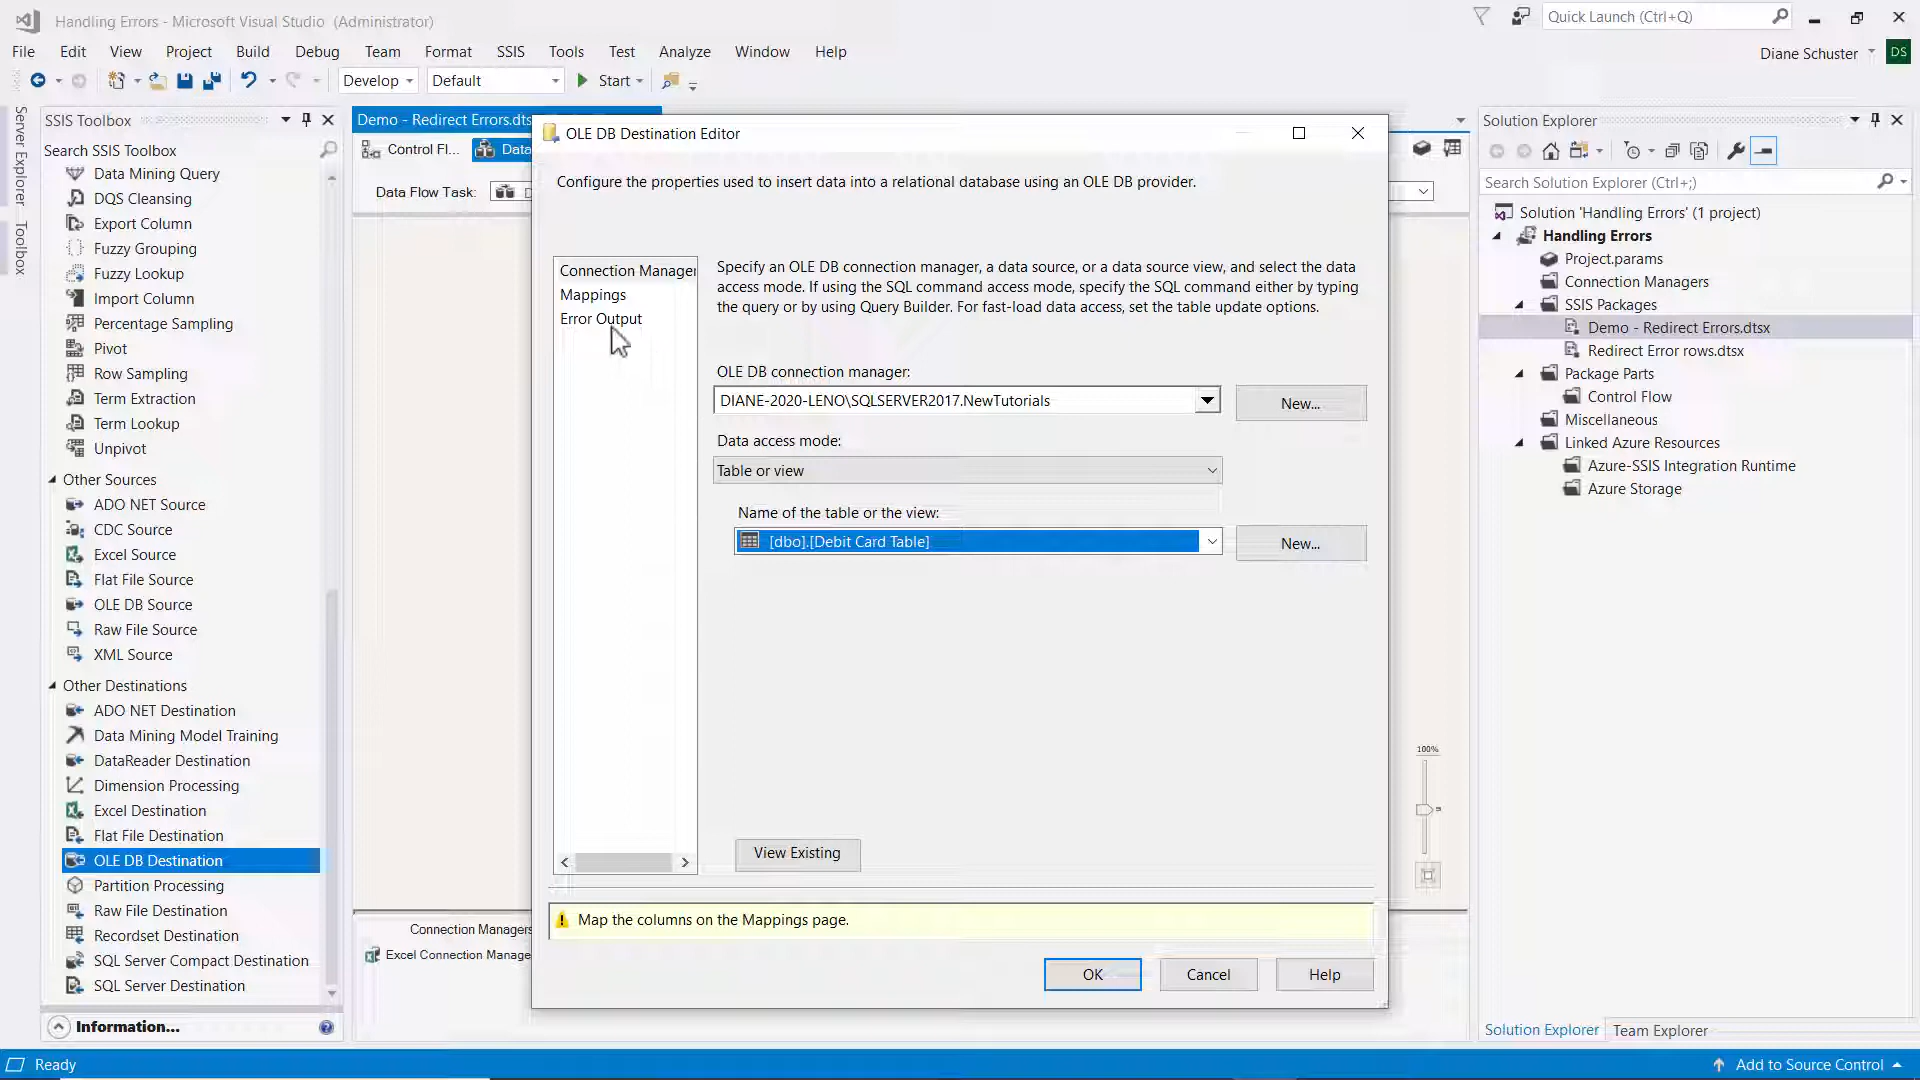 Handling Errors - Microsoft Visual Studio (Administrator)
Quick Launch (Ctrl+Q)
File Edit View Project Build Debug Team Format SSIS Tools Test Analyze Window Help
Diane Schuster DS
Develop Default Start
Server Explorer
Toolbox
SSIS Toolbox
Search SSIS Toolbox
Data Mining Query
DQS Cleansing
Export Column
Fuzzy Grouping
Fuzzy Lookup
Import Column
Percentage Sampling
Pivot
Row Sampling
Term Extraction
Term Lookup
Unpivot
Other Sources
ADO NET Source
CDC Source
Excel Source
Flat File Source
OLE DB Source
Raw File Source
XML Source
Other Destinations
ADO NET Destination
Data Mining Model Training
DataReader Destination
Dimension Processing
Excel Destination
Flat File Destination
OLE DB Destination
Partition Processing
Raw File Destination
Recordset Destination
SQL Server Compact Destination
SQL Server Destination
Information...
Demo - Redirect Errors.dts
Control Fl... Data
Data Flow Task: D
100%
Connection Managers
Excel Connection Manage
OLE DB Destination Editor
Configure the properties used to insert data into a relational database using an OLE DB provider.
Connection Manager
Mappings
Error Output
Specify an OLE DB connection manager, a data source, or a data source view, and select the data
access mode. If using the SQL command access mode, specify the SQL command either by typing
the query or by using Query Builder. For fast-load data access, set the table update options.
OLE DB connection manager:
DIANE-2020-LENO\SQLSERVER2017.NewTutorials
New...
Data access mode:
Table or view
Name of the table or the view:
[dbo].[Debit Card Table]
New...
View Existing
Map the columns on the Mappings page.
OK Cancel Help
Solution Explorer
Search Solution Explorer (Ctrl+;)
Solution 'Handling Errors' (1 project)
Handling Errors
Project.params
Connection Managers
SSIS Packages
Demo - Redirect Errors.dtsx
Redirect Error rows.dtsx
Package Parts
Control Flow
Miscellaneous
Linked Azure Resources
Azure-SSIS Integration Runtime
Azure Storage
Solution Explorer Team Explorer
Ready
Add to Source Control